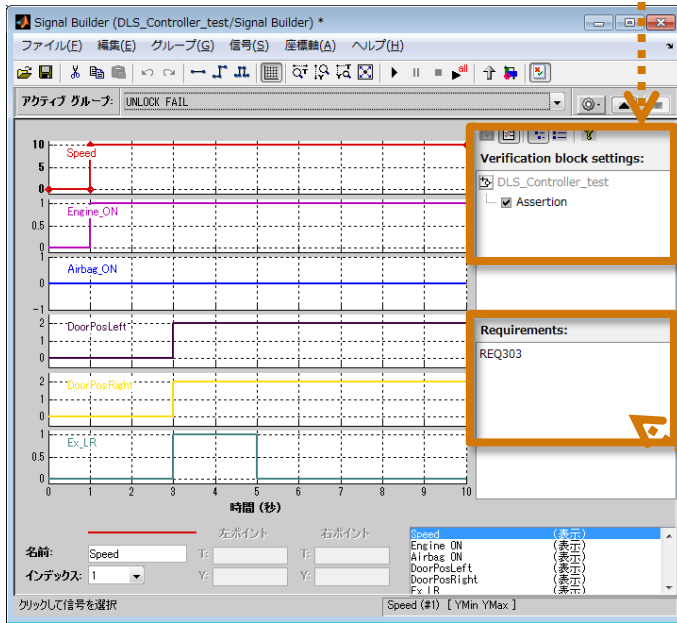 Signal Builder (DLS_Controller_test/Signal Builder) *
ファイル(F) 編集(E) グループ(G) 信号(S) 座標軸(A) ヘルプ(H)
all
アクティブ グループ: UNLOCK FAIL
Verification block settings:
DLS_Controller_test
Assertion
10
5
0
Speed
1
0.5
0
Engine_ON
1
0
-1
Airbag_ON
2
1
0
DoorPosLeft
2
1
0
DoorPosRight
1
0.5
0
Ex_LR
0 1 2 3 4 5 6 7 8 9 10
時間 (秒)
Requirements:
REQ303
左ポイント 右ポイント
名前: Speed T: T:
インデックス: 1 Y: Y:
Speed (表示)
Engine ON (表示)
Airbag ON (表示)
DoorPosLeft (表示)
DoorPosRight (表示)
Ex LR (表示)
クリックして信号を選択
Speed (#1) [ YMin YMax ]